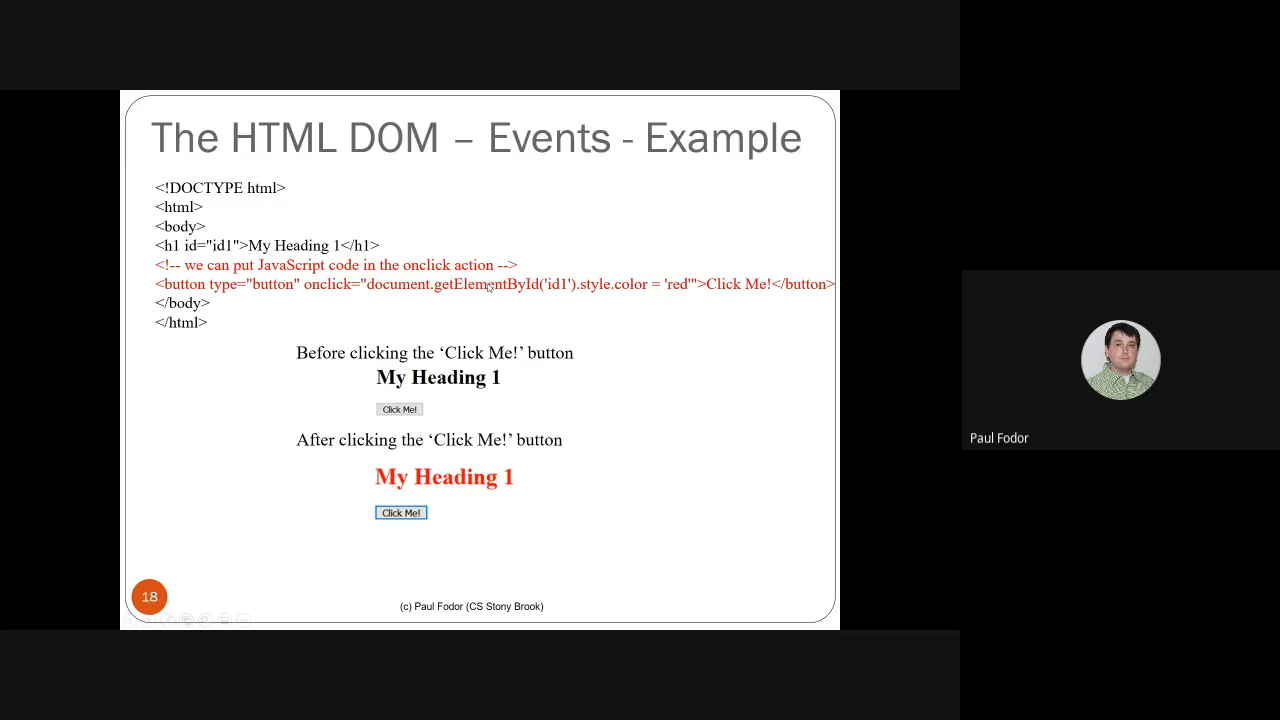 The HTML DOM – Events - Example
<!DOCTYPE html>
<html>
<body>
<h1 id="id1">My Heading 1</h1>
<!-- we can put JavaScript code in the onclick action -->
<button type="button" onclick="document.getElementById('id1').style.color = 'red'">Click Me!</button>
</body>
</html>
Before clicking the ‘Click Me!’ button
My Heading 1
Click Me!
After clicking the ‘Click Me!’ button
My Heading 1
Click Me!
18
(c) Paul Fodor (CS Stony Brook)
Paul Fodor